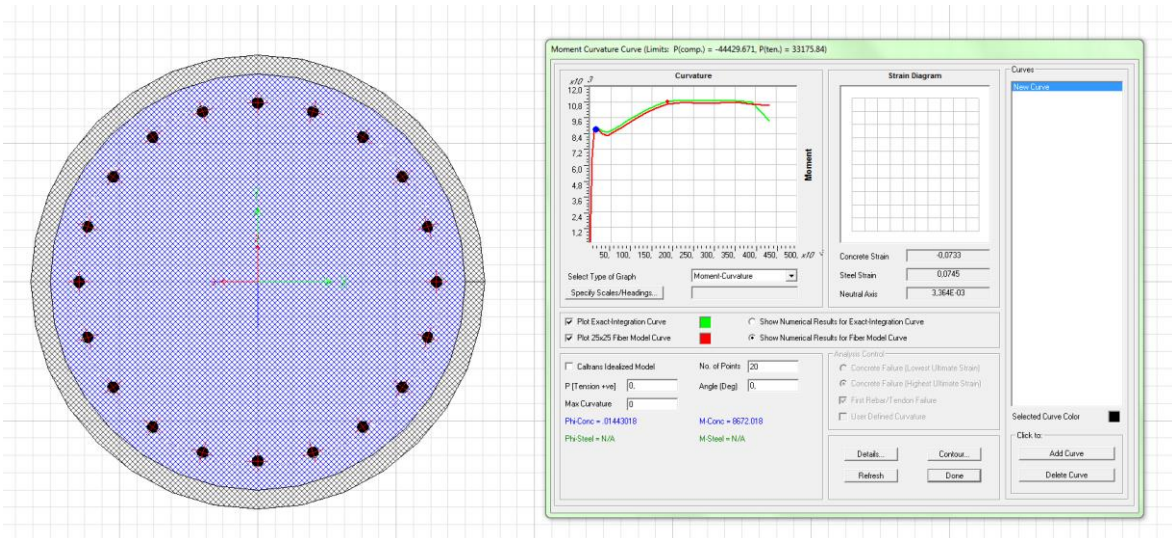 Moment Curvature Curve (Limits: P(comp.) = -44429.671, P(ten.) = 33175.84)
x10 3
Curvature
12,0
10,8
9,6
8,4
7,2
6,0
4,8
3,6
2,4
1,2
Moment
50, 100, 150, 200, 250, 300, 350, 400, 450, 500, x10
Select Type of Graph
Moment-Curvature
Specify Scales/Headings...
Strain Diagram
Concrete Strain -0,0733
Steel Strain 0,0745
Neutral Axis 3,364E-03
Curves
New Curve
Plot Exact-Integration Curve
Show Numerical Results for Exact-Integration Curve
Plot 25x25 Fiber Model Curve
Show Numerical Results for Fiber Model Curve
Caltrans Idealized Model
No. of Points 20
P [Tension +ve] 0,
Angle (Deg) 0,
Max Curvature 0
Phi-Conc = .01443018
M-Conc = 8672.018
Phi-Steel = N/A
M-Steel = N/A
Analysis Control
Concrete Failure (Lowest Ultimate Strain)
Concrete Failure (Highest Ultimate Strain)
First Rebar/Tendon Failure
User Defined Curvature
Details...
Contour...
Refresh
Done
Selected Curve Color
Click to:
Add Curve
Delete Curve